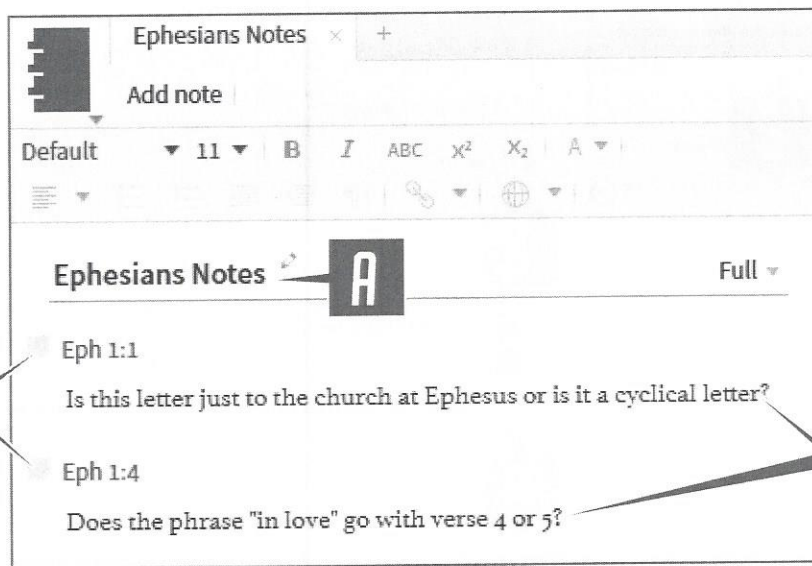 Ephesians Notes × +
Add note
Default 11 B I ABC X² X₂ A
Ephesians Notes A Full
Eph 1:1
Is this letter just to the church at Ephesus or is it a cyclical letter?
Eph 1:4
Does the phrase "in love" go with verse 4 or 5?